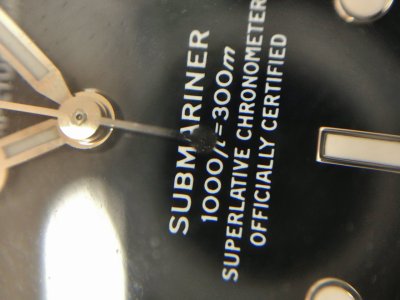 SUBMARINER
1000ft=300m
SUPERLATIVE CHRONOMETER
OFFICIALLY CERTIFIED